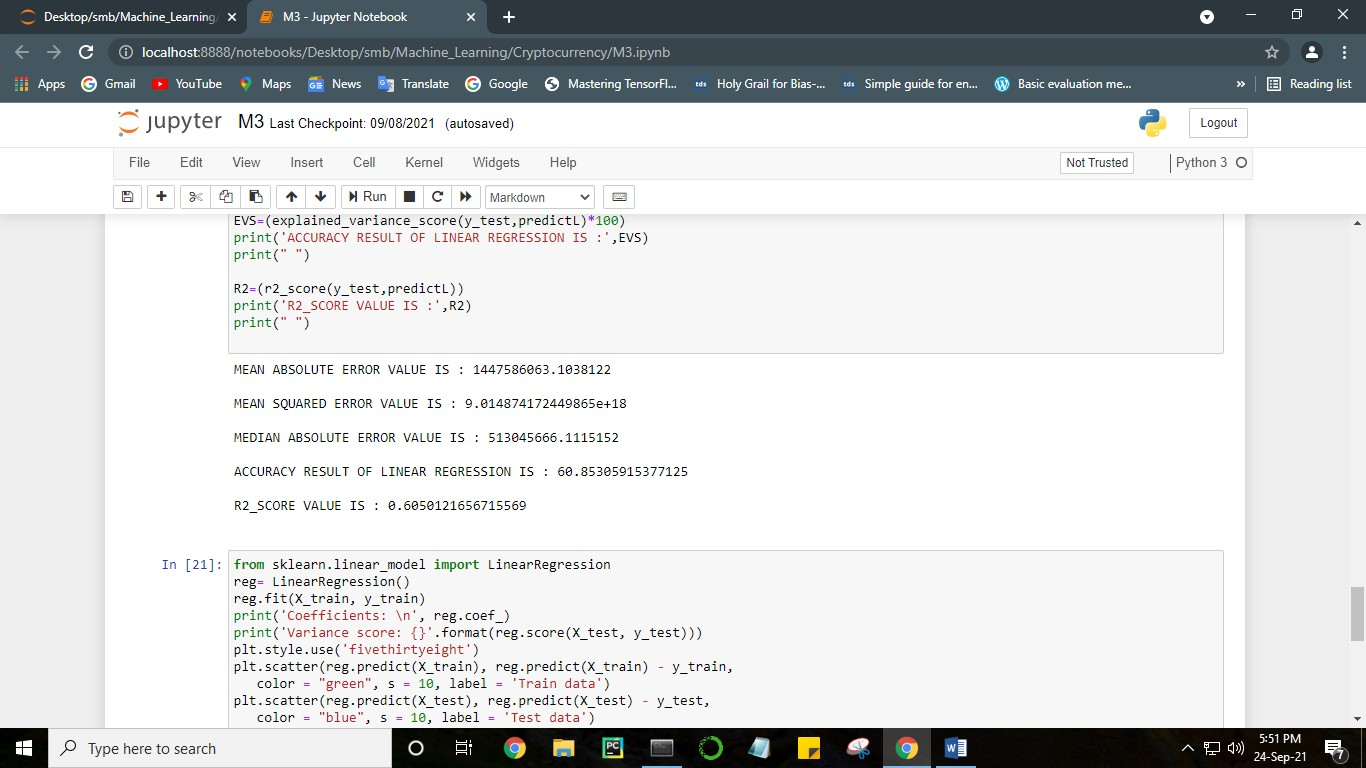 Desktop/smb/Machine_Learning
M3 - Jupyter Notebook
localhost:8888/notebooks/Desktop/smb/Machine_Learning/Cryptocurrency/M3.ipynb
Apps Gmail YouTube Maps News Translate Google Mastering TensorFl... Holy Grail for Bias-... Simple guide for en... Basic evaluation me... » Reading list
jupyter M3 Last Checkpoint: 09/08/2021 (autosaved) Logout
File Edit View Insert Cell Kernel Widgets Help Not Trusted Python 3
Run Markdown
EVS=(explained_variance_score(y_test,predictL)*100)
print('ACCURACY RESULT OF LINEAR REGRESSION IS :',EVS)
print(" ")
R2=(r2_score(y_test,predictL))
print('R2_SCORE VALUE IS :',R2)
print(" ")
MEAN ABSOLUTE ERROR VALUE IS : 1447586063.1038122
MEAN SQUARED ERROR VALUE IS : 9.014874172449865e+18
MEDIAN ABSOLUTE ERROR VALUE IS : 513045666.1115152
ACCURACY RESULT OF LINEAR REGRESSION IS : 60.85305915377125
R2_SCORE VALUE IS : 0.6050121656715569
In [21]: from sklearn.linear_model import LinearRegression
reg= LinearRegression()
reg.fit(X_train, y_train)
print('Coefficients: \n', reg.coef_)
print('Variance score: {}'.format(reg.score(X_test, y_test)))
plt.style.use('fivethirtyeight')
plt.scatter(reg.predict(X_train), reg.predict(X_train) - y_train,
color = "green", s = 10, label = 'Train data')
plt.scatter(reg.predict(X_test), reg.predict(X_test) - y_test,
color = "blue", s = 10, label = 'Test data')
Type here to search
5:51 PM
24-Sep-21
7